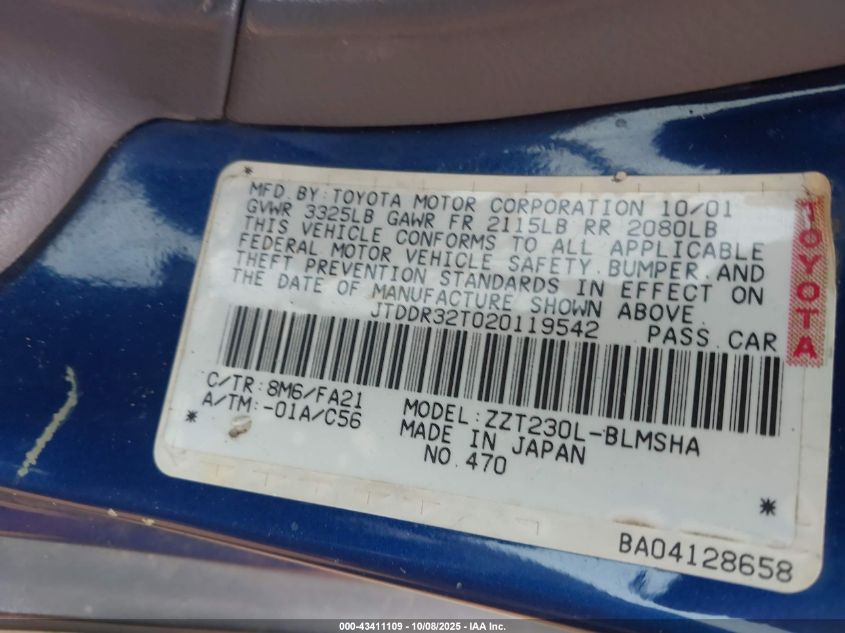 MFD. BY: TOYOTA MOTOR CORPORATION 10/01
GVWR 3325LB GAWR FR 2115LB RR 2080LB
THIS VEHICLE CONFORMS TO ALL APPLICABLE
FEDERAL MOTOR VEHICLE SAFETY, BUMPER, AND
THEFT PREVENTION STANDARDS IN EFFECT ON
THE DATE OF MANUFACTURE SHOWN ABOVE.
JTDDR32T020119542 PASS. CAR
C/TR: 8M6/FA21
A/TM: -01A/C56
MODEL: ZZT230L-BLMSHA
MADE IN JAPAN
NO. 470
BA04128658
TOYOTA
000-43411109 - 10/08/2025 - IAA Inc.